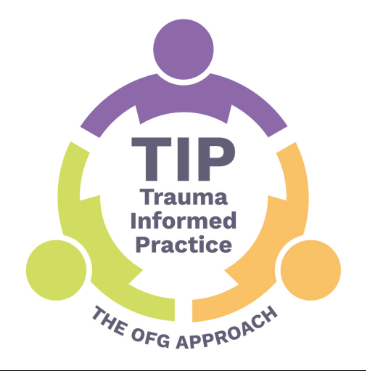 TIP
Trauma
Informed
Practice
THE OFG APPROACH